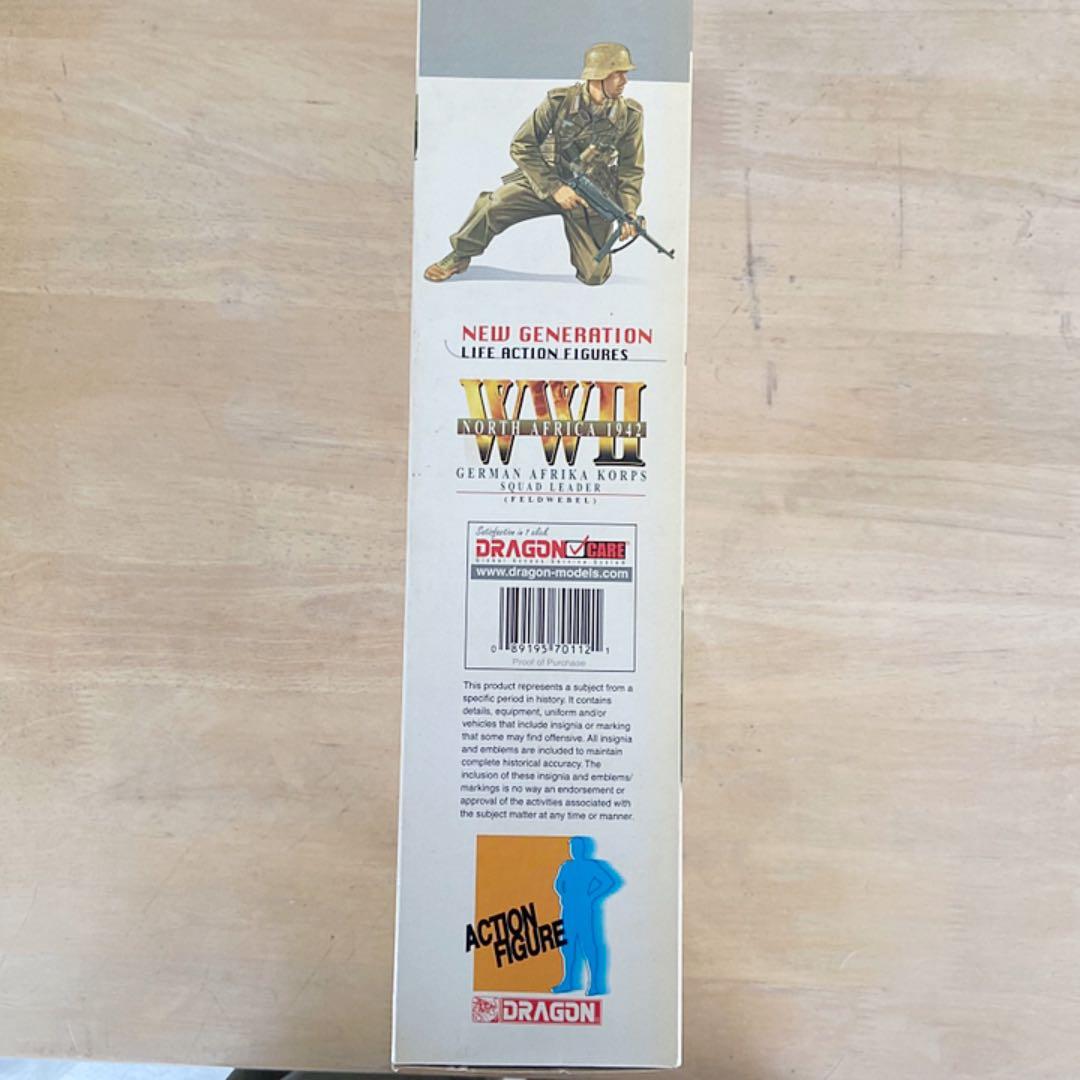 NEW GENERATION
LIFE ACTION FIGURES
WWII
NORTH AFRICA 1942
GERMAN AFRIKA KORPS
SQUAD LEADER
(FELDWEBEL)
Satisfaction in 1 click
DRAGON CARE
Global Access Service System
www.dragon-models.com
0 89195 70112 1
Proof of Purchase
This product represents a subject from a
specific period in history. It contains
details, equipment, uniform and/or
vehicles that include insignia or marking
that some may find offensive. All insignia
and emblems are included to maintain
complete historical accuracy. The
inclusion of these insignia and emblems/
markings is no way an endorsement or
approval of the activities associated with
the subject matter at any time or manner.
ACTION
FIGURE
DRAGON